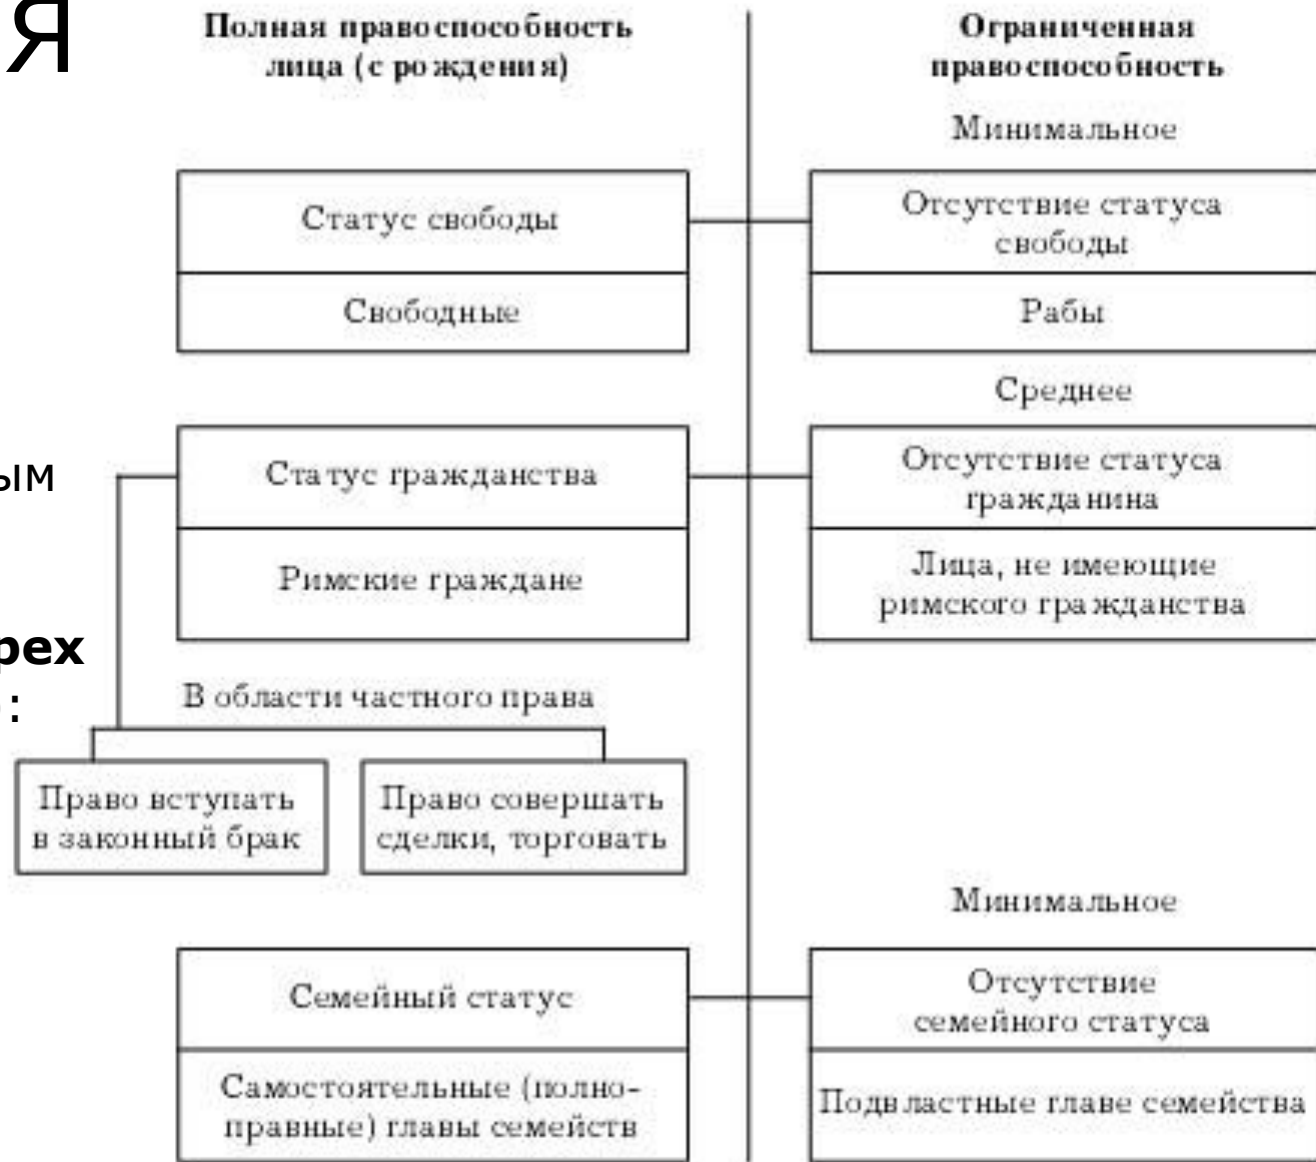 Я
Полная правоспособность
лица (с рождения)
Ограниченная
правоспособность
Минимальное
Статус свободы
Отсутствие статуса
свободы
Свободные
Рабы
Среднее
ым
Статус гражданства
Отсутствие статуса
гражданина
Римские граждане
Лица, не имеющие
римского гражданства
рех
:
В области частного права
Право вступать
в законный брак
Право совершать
сделки, торговать
Минимальное
Семейный статус
Отсутствие
семейного статуса
Самостоятельные (полно-
правные) главы семейств
Подвластные главе семейства